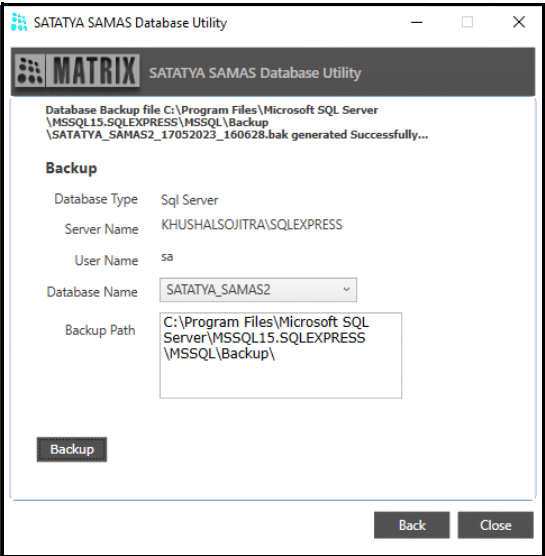 SATATYA SAMAS Database Utility
MATRIX SATATYA SAMAS Database Utility
Database Backup file C:\Program Files\Microsoft SQL Server
\MSSQL15.SQLEXPRESS\MSSQL\Backup
\SATATYA_SAMAS2_17052023_160628.bak generated Successfully...
Backup
Database Type Sql Server
Server Name KHUSHALSOJITRA\SQLEXPRESS
User Name sa
Database Name SATATYA_SAMAS2
Backup Path C:\Program Files\Microsoft SQL
Server\MSSQL15.SQLEXPRESS
\MSSQL\Backup\
Backup
Back Close